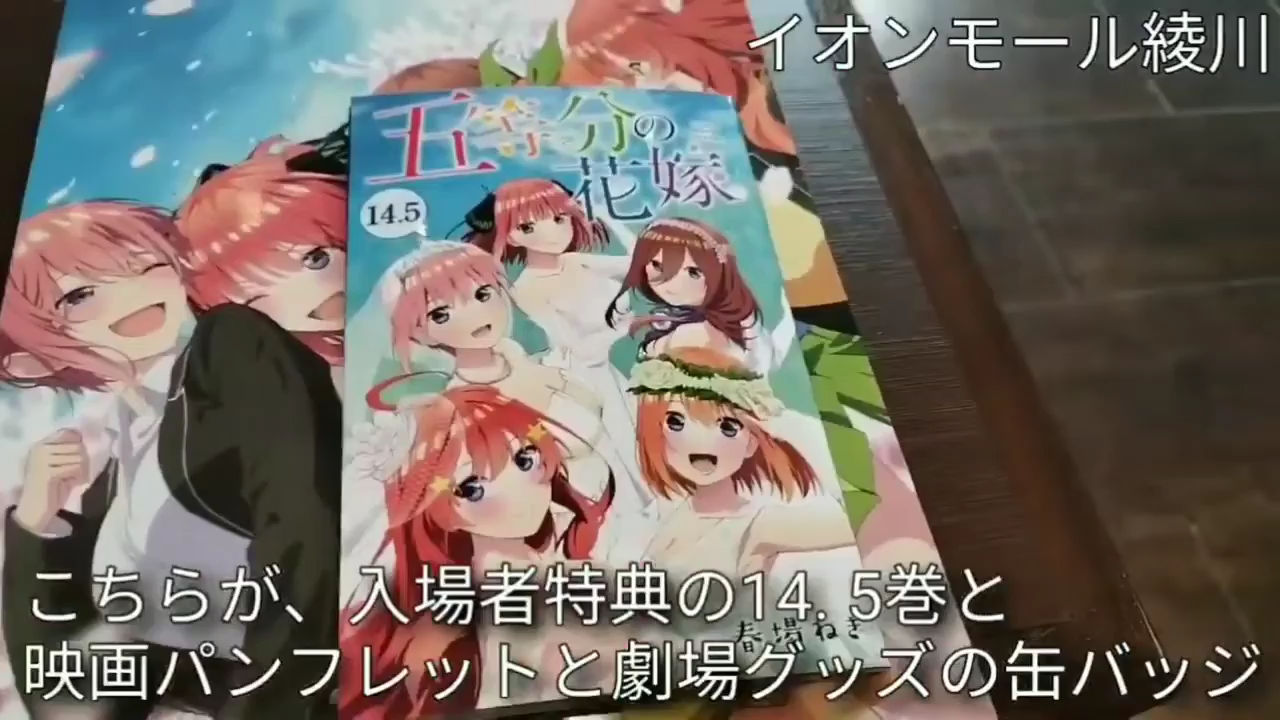 イオンモール綾川
五等分の
花嫁
14.5
春場ねぎ
こちらが、入場者特典の14.5巻と
映画パンフレットと劇場グッズの缶バッジ